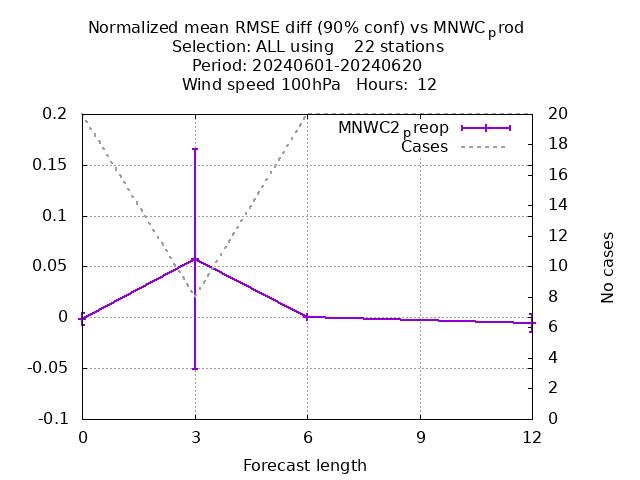 Normalized mean RMSE diff (90% conf) vs MNWCprod
Selection: ALL using 22 stations
Period: 20240601-20240620
Wind speed 100hPa Hours: 12
MNWC2preop
Cases
0.2
0.15
0.1
0.05
0
-0.05
-0.1
20
18
16
14
12
10
8
6
4
2
0
No cases
0 3 6 9 12
Forecast length